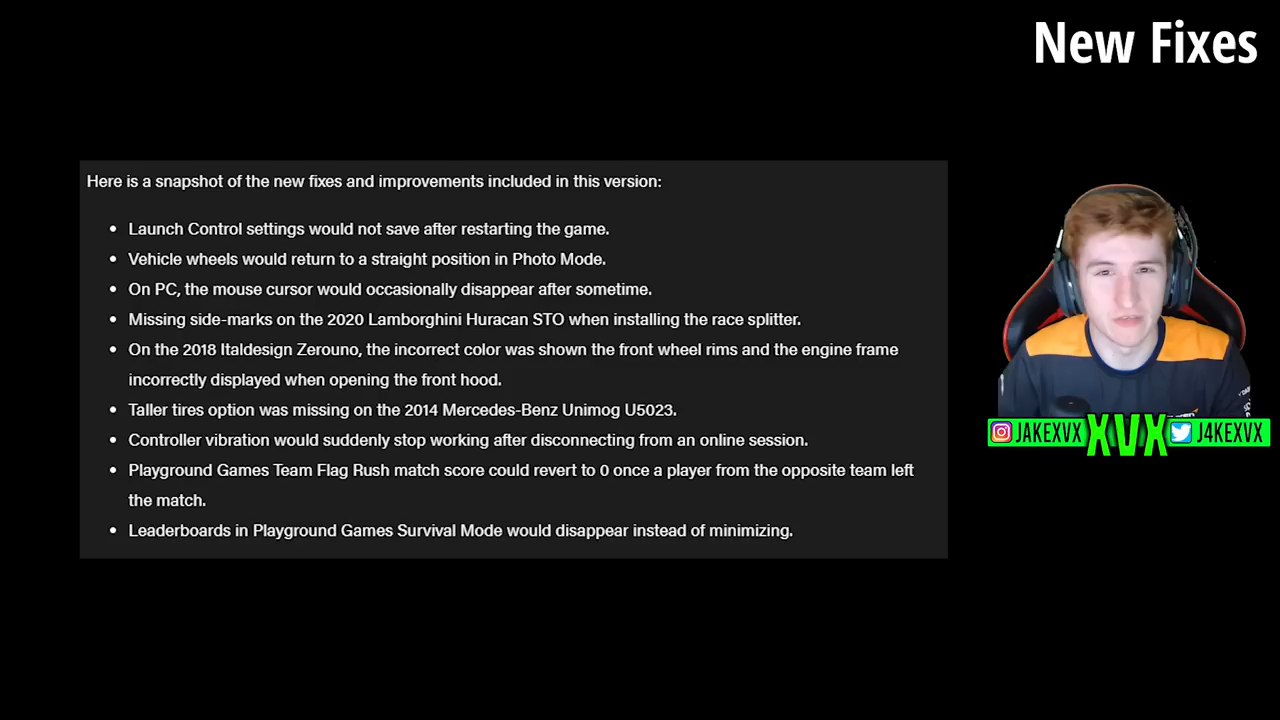 New Fixes
Here is a snapshot of the new fixes and improvements included in this version:
• Launch Control settings would not save after restarting the game.
• Vehicle wheels would return to a straight position in Photo Mode.
• On PC, the mouse cursor would occasionally disappear after sometime.
• Missing side-marks on the 2020 Lamborghini Huracan STO when installing the race splitter.
• On the 2018 Italdesign Zerouno, the incorrect color was shown the front wheel rims and the engine frame
incorrectly displayed when opening the front hood.
• Taller tires option was missing on the 2014 Mercedes-Benz Unimog U5023.
• Controller vibration would suddenly stop working after disconnecting from an online session.
• Playground Games Team Flag Rush match score could revert to 0 once a player from the opposite team left
the match.
• Leaderboards in Playground Games Survival Mode would disappear instead of minimizing.
JAKEXVX XVX J4KEXVX